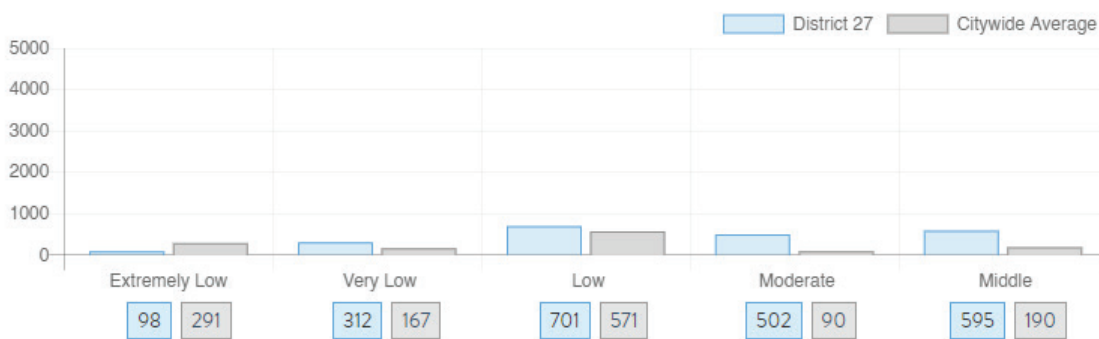 District 27 Citywide Average
5000
4000
3000
2000
1000
0
Extremely Low Very Low Low Moderate Middle
98 291 312 167 701 571 502 90 595 190